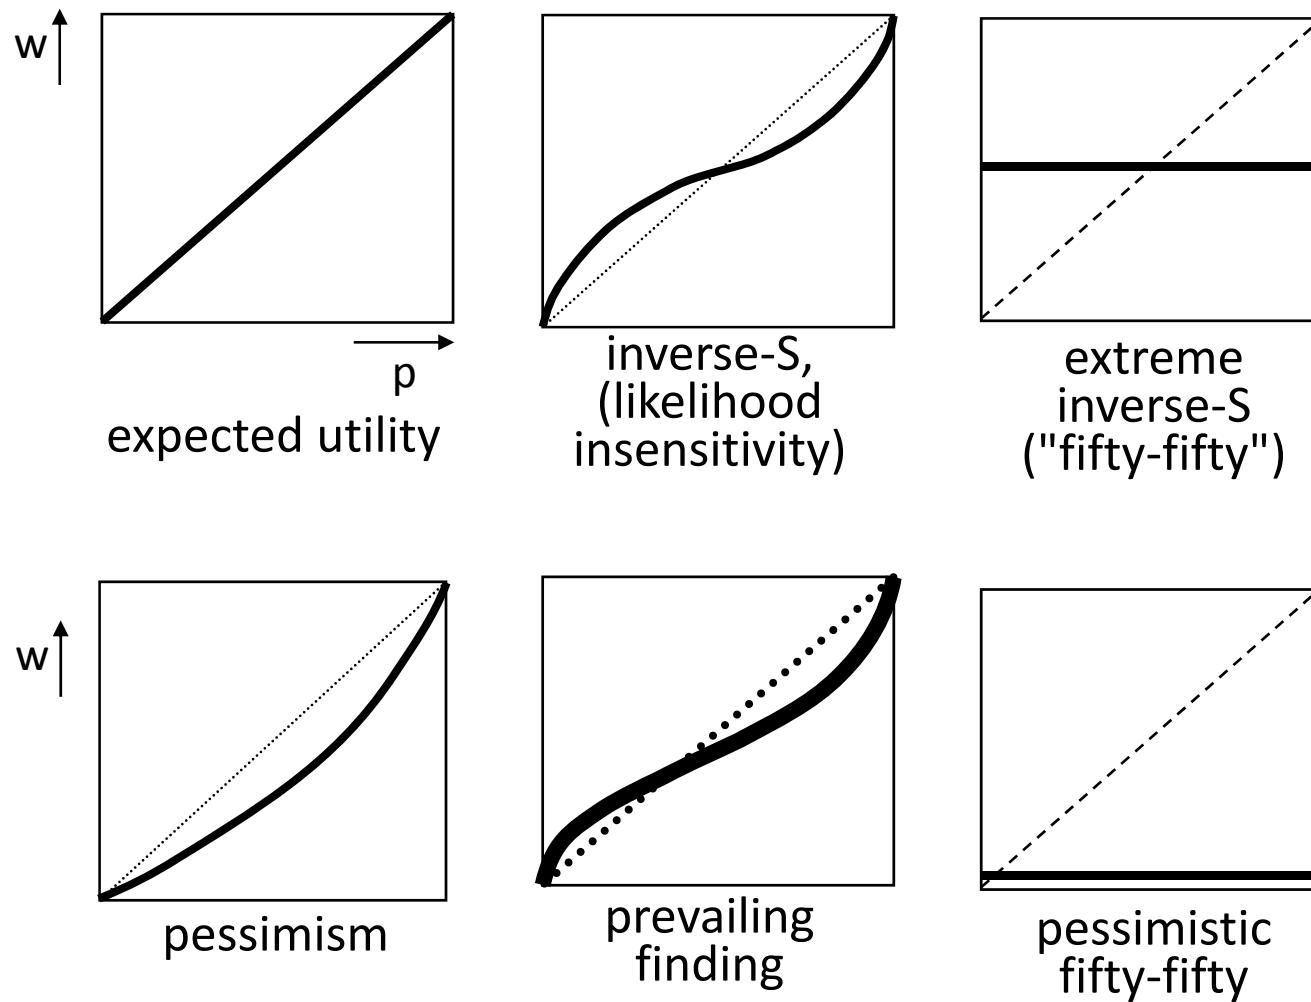 w
p
expected utility
inverse-S,
(likelihood
insensitivity)
extreme
inverse-S
("fifty-fifty")
w
pessimism
prevailing
finding
pessimistic
fifty-fifty